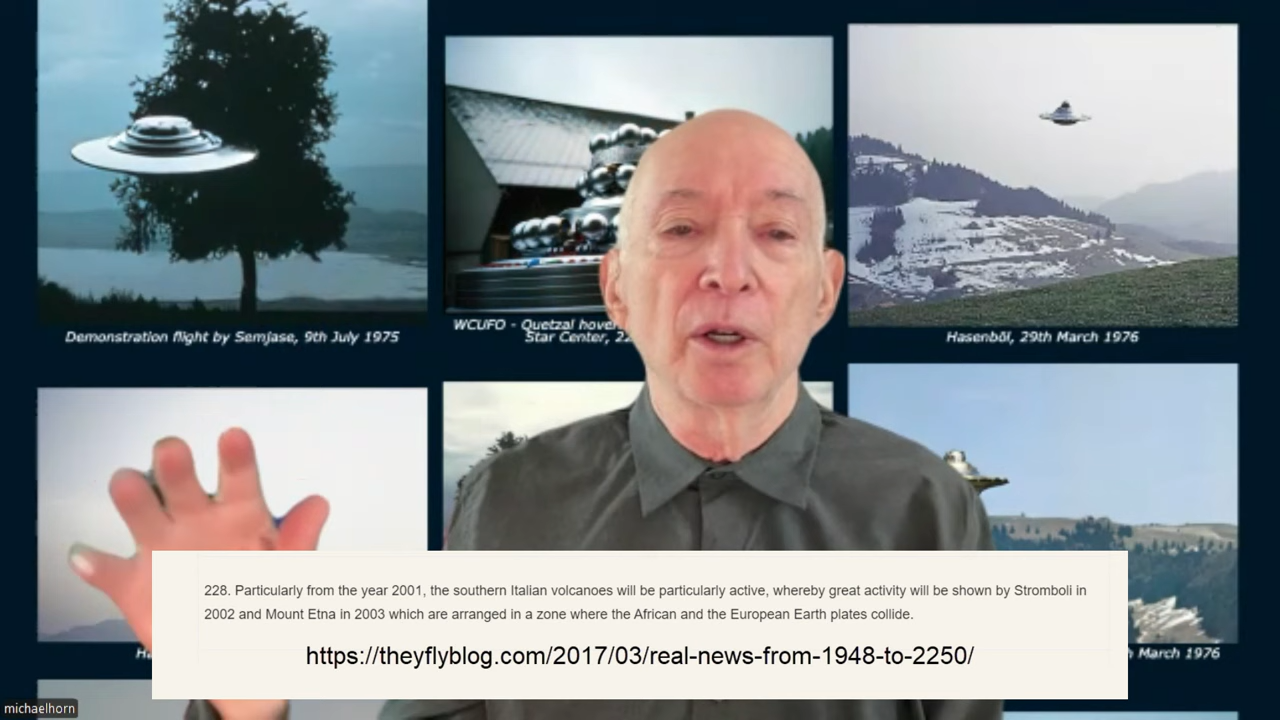 Demonstration flight by Semjase, 9th July 1975
WCUFO - Quetzal
Star Center,
Hasenböl, 29th March 1976
228. Particularly from the year 2001, the southern Italian volcanoes will be particularly active, whereby great activity will be shown by Stromboli in
2002 and Mount Etna in 2003 which are arranged in a zone where the African and the European Earth plates collide.
https://theyflyblog.com/2017/03/real-news-from-1948-to-2250/
March 1976
michaelhorn